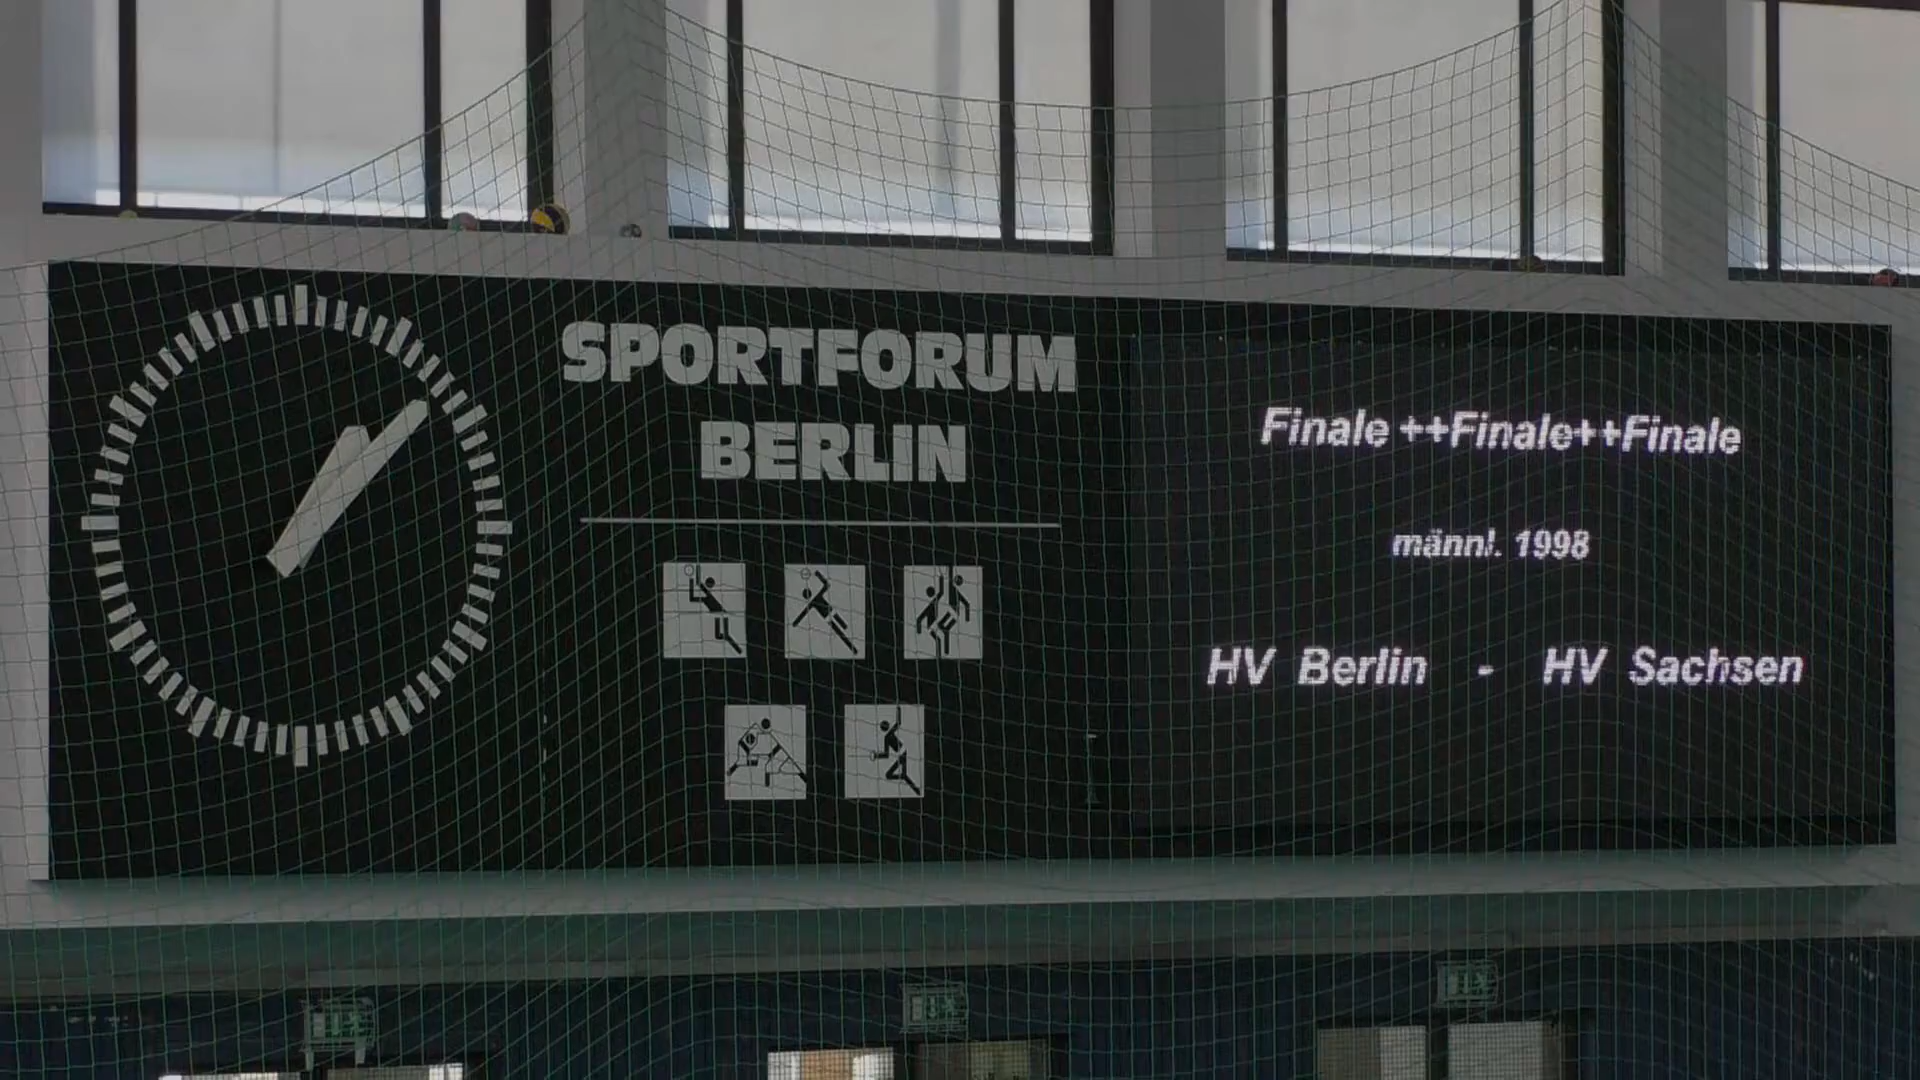 SPORTFORUM
BERLIN
Finale ++Finale++Finale
männl. 1998
HV Berlin - HV Sachsen